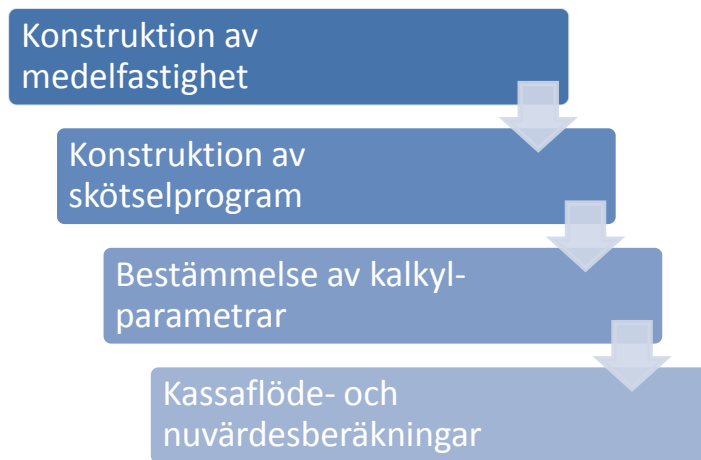 Konstruktion av
medelfastighet
Konstruktion av
skötselprogram
Bestämmelse av kalkyl-
parametrar
Kassaflöde- och
nuvärdesberäkningar